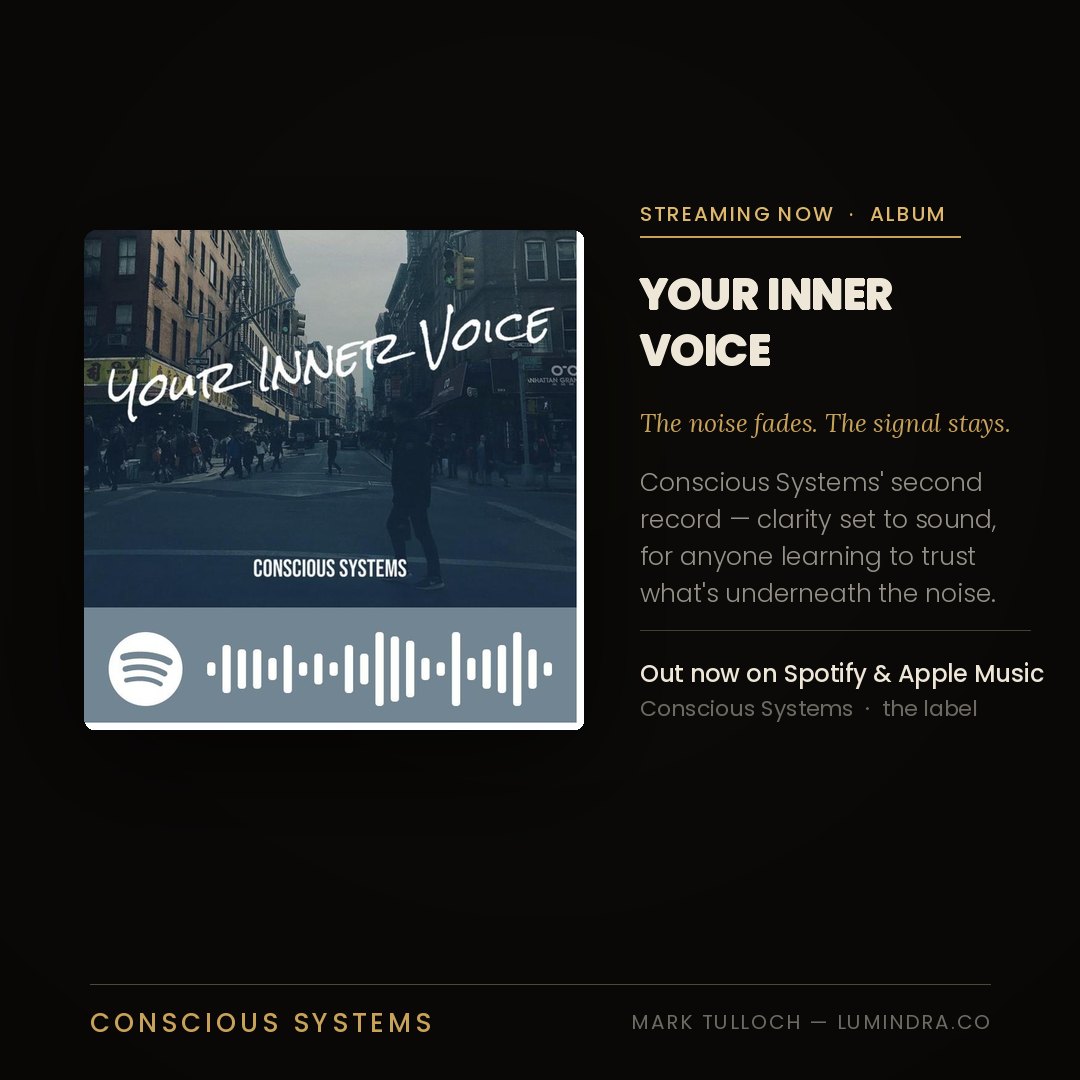 YOUR INNER VOICE
CONSCIOUS SYSTEMS
STREAMING NOW · ALBUM
YOUR INNER
VOICE
The noise fades. The signal stays.
Conscious Systems' second
record — clarity set to sound,
for anyone learning to trust
what's underneath the noise.
Out now on Spotify & Apple Music
Conscious Systems · the label
CONSCIOUS SYSTEMS
MARK TULLOCH — LUMINDRA.CO